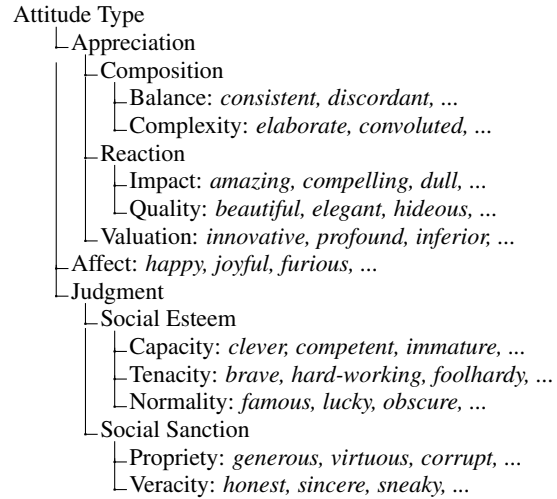 Attitude Type
Appreciation
Composition
Balance: consistent, discordant, ...
Complexity: elaborate, convoluted, ...
Reaction
Impact: amazing, compelling, dull, ...
Quality: beautiful, elegant, hideous, ...
Valuation: innovative, profound, inferior, ...
Affect: happy, joyful, furious, ...
Judgment
Social Esteem
Capacity: clever, competent, immature, ...
Tenacity: brave, hard-working, foolhardy, ...
Normality: famous, lucky, obscure, ...
Social Sanction
Propriety: generous, virtuous, corrupt, ...
Veracity: honest, sincere, sneaky, ...